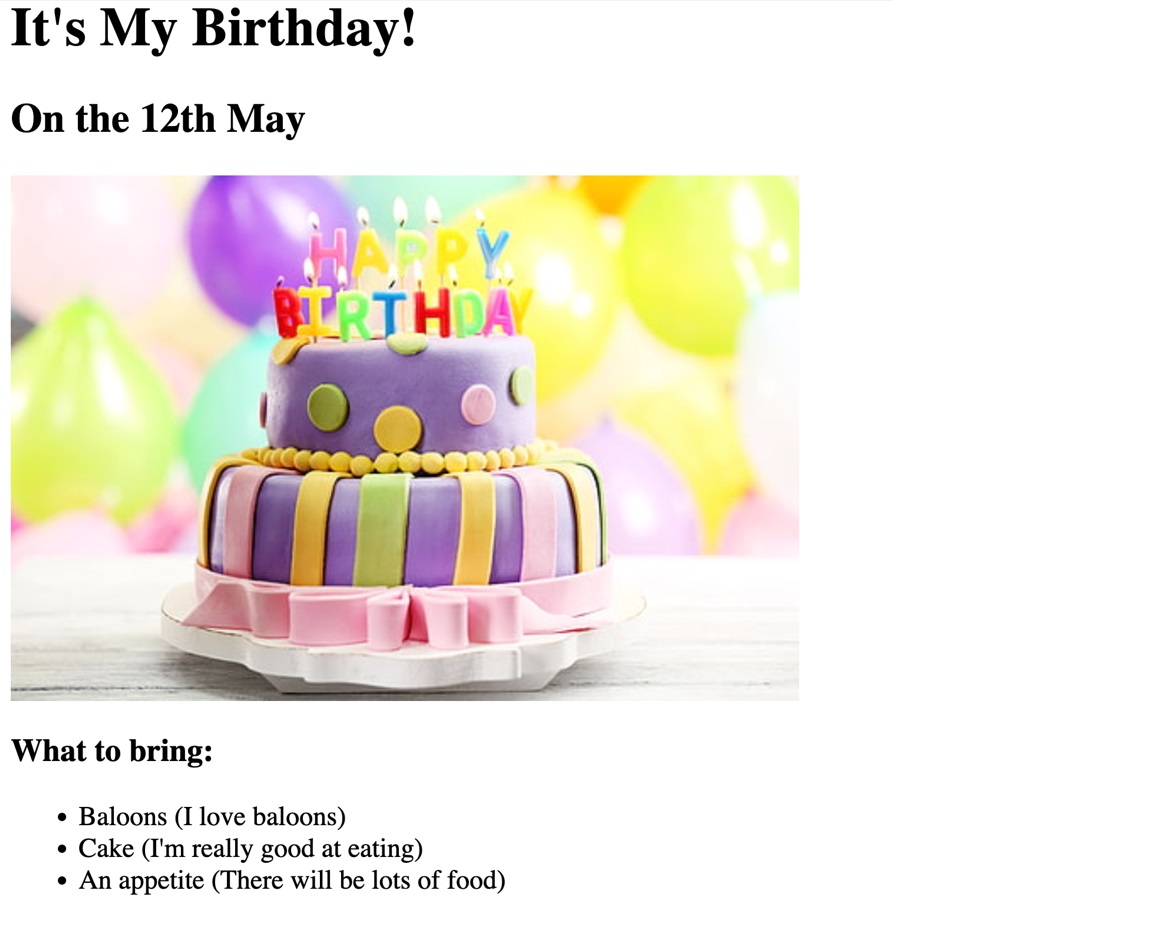 It's My Birthday!
On the 12th May
HAPPY
BIRTHDAY
What to bring:
Baloons (I love baloons)
Cake (I'm really good at eating)
An appetite (There will be lots of food)